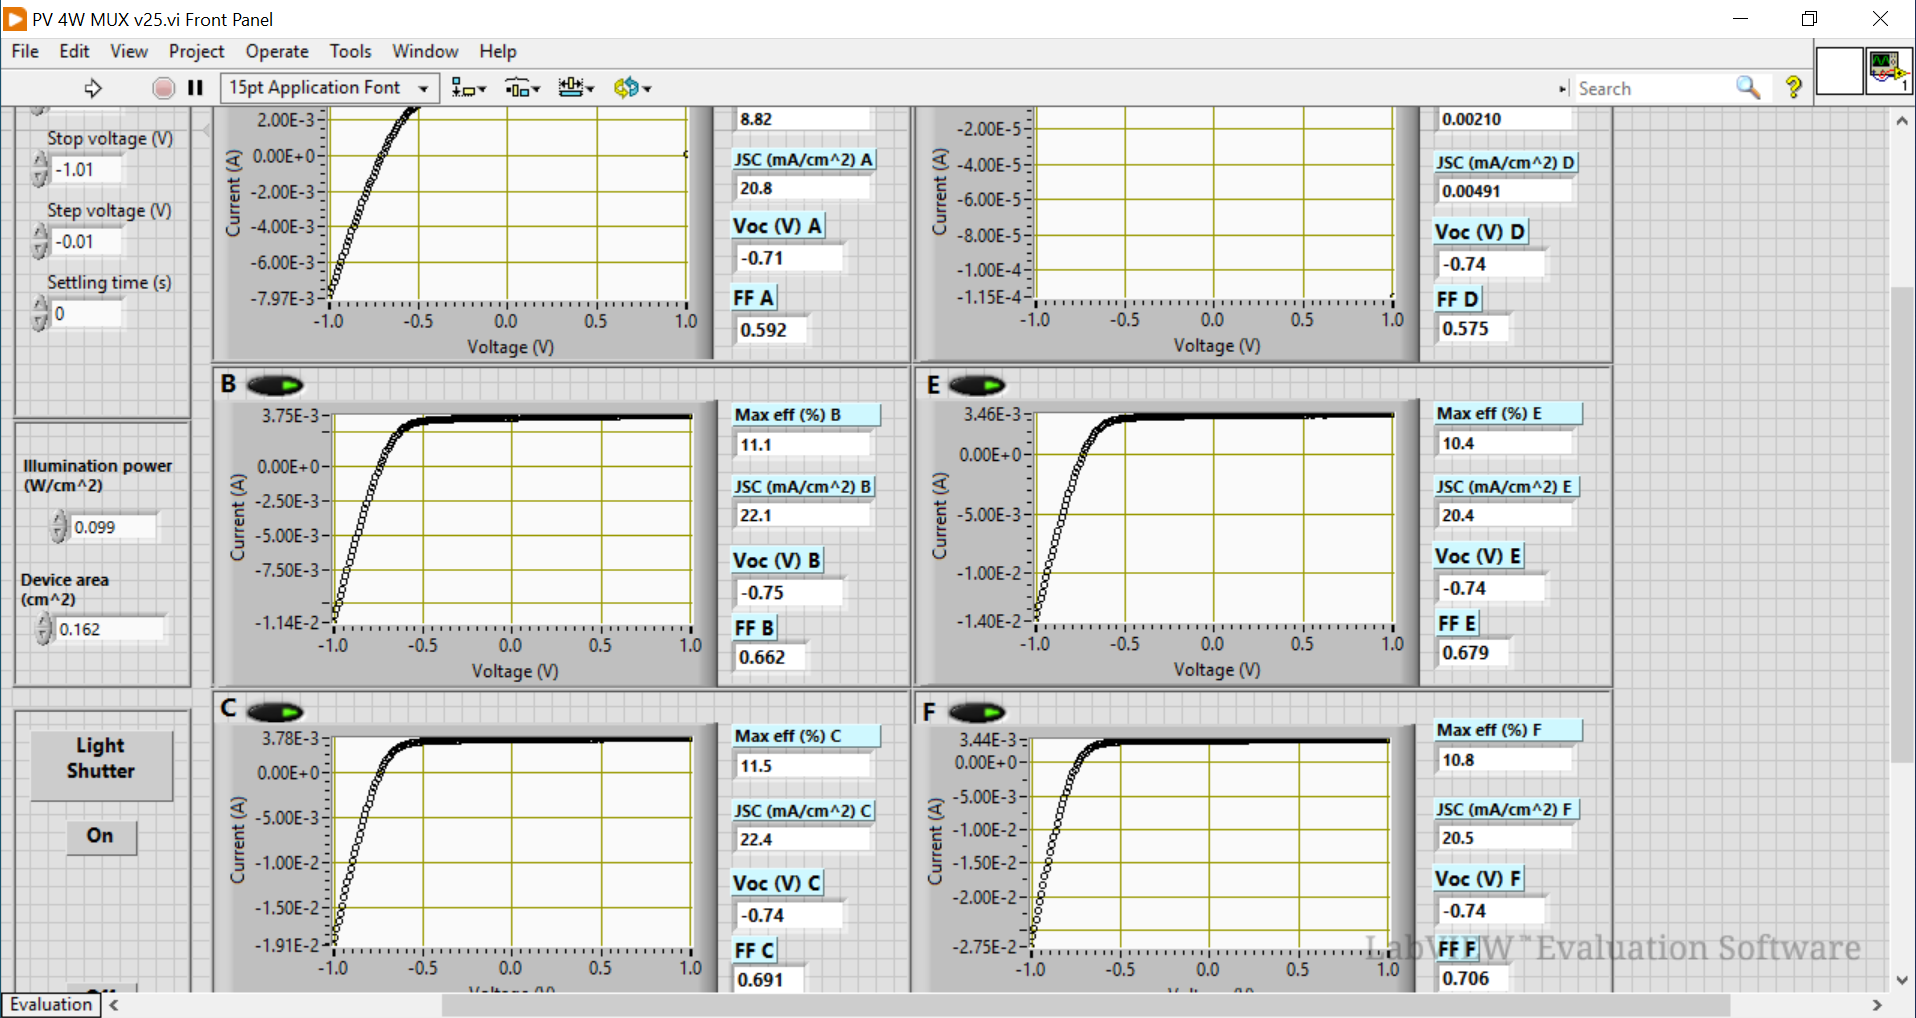 PV 4W MUX v25.vi Front Panel
File Edit View Project Operate Tools Window Help
15pt Application Font
Search
1
Stop voltage (V)
-1.01
Step voltage (V)
-0.01
Settling time (s)
0
Illumination power
(W/cm^2)
0.099
Device area
(cm^2)
0.162
Light
Shutter
On
2.00E-3
0.00E+0
-2.00E-3
-4.00E-3
-6.00E-3
-7.97E-3
Current (A)
-1.0 -0.5 0.0 0.5 1.0
Voltage (V)
8.82
JSC (mA/cm^2) A
20.8
Voc (V) A
-0.71
FF A
0.592
-2.00E-5
-4.00E-5
-6.00E-5
-8.00E-5
-1.00E-4
-1.15E-4
Current (A)
-1.0 -0.5 0.0 0.5 1.0
Voltage (V)
0.00210
JSC (mA/cm^2) D
0.00491
Voc (V) D
-0.74
FF D
0.575
B
3.75E-3
0.00E+0
-2.50E-3
-5.00E-3
-7.50E-3
-1.14E-2
Current (A)
-1.0 -0.5 0.0 0.5 1.0
Voltage (V)
Max eff (%) B
11.1
JSC (mA/cm^2) B
22.1
Voc (V) B
-0.75
FF B
0.662
E
3.46E-3
0.00E+0
-5.00E-3
-1.00E-2
-1.40E-2
Current (A)
-1.0 -0.5 0.0 0.5 1.0
Voltage (V)
Max eff (%) E
10.4
JSC (mA/cm^2) E
20.4
Voc (V) E
-0.74
FF E
0.679
C
3.78E-3
0.00E+0
-5.00E-3
-1.00E-2
-1.50E-2
-1.91E-2
Current (A)
-1.0 -0.5 0.0 0.5 1.0
Max eff (%) C
11.5
JSC (mA/cm^2) C
22.4
Voc (V) C
-0.74
FF C
0.691
F
3.44E-3
0.00E+0
-5.00E-3
-1.00E-2
-1.50E-2
-2.00E-2
-2.75E-2
Current (A)
-1.0 -0.5 0.0 0.5 1.0
Max eff (%) F
10.8
JSC (mA/cm^2) F
20.5
Voc (V) F
-0.74
FF F
0.706
LabVIEW™ Evaluation Software
Evaluation